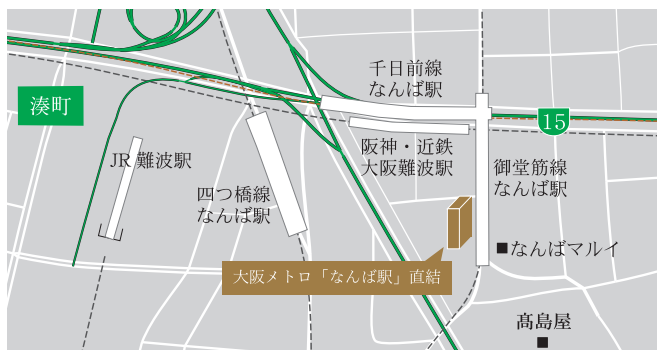 千日前線
なんば駅
湊町
15
阪神・近鉄
大阪難波駅
JR 難波駅
御堂筋線
なんば駅
四つ橋線
なんば駅
■なんばマルイ
大阪メトロ「なんば駅」直結
髙島屋